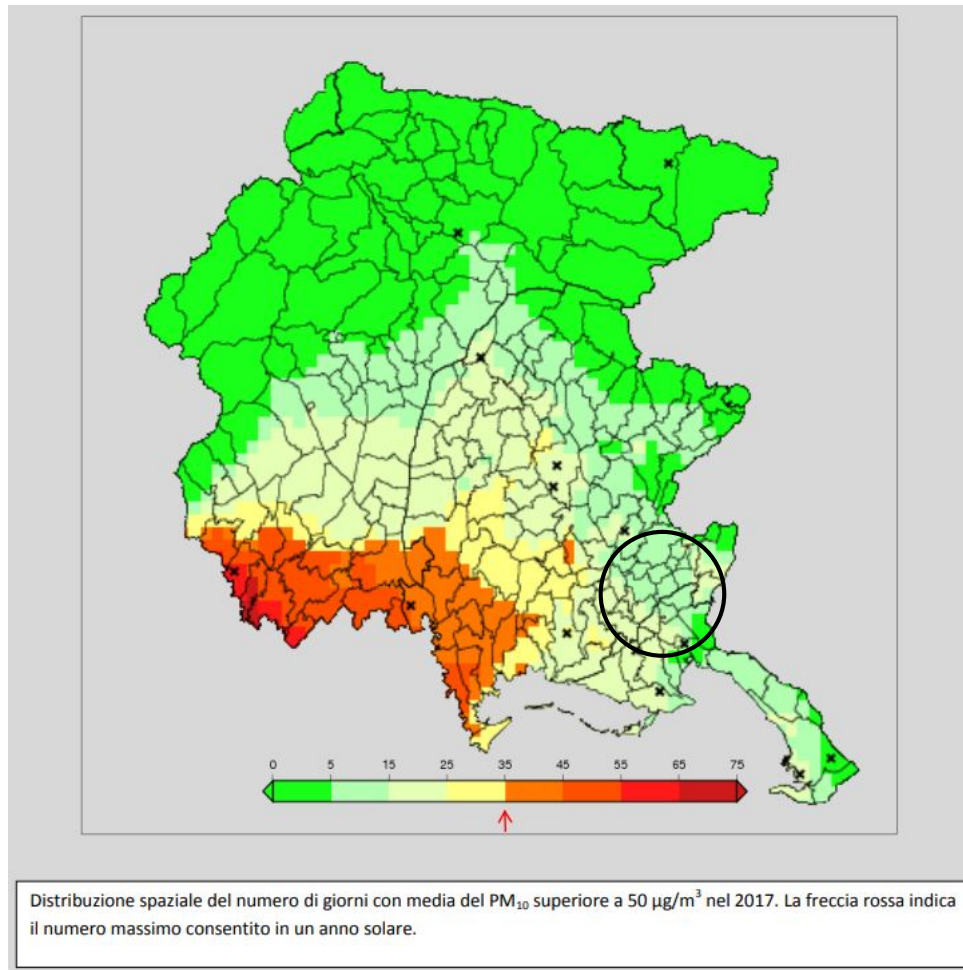 0 5 15 25 35 45 55 65 75
Distribuzione spaziale del numero di giorni con media del PM₁₀ superiore a 50 µg/m³ nel 2017. La freccia rossa indica
il numero massimo consentito in un anno solare.